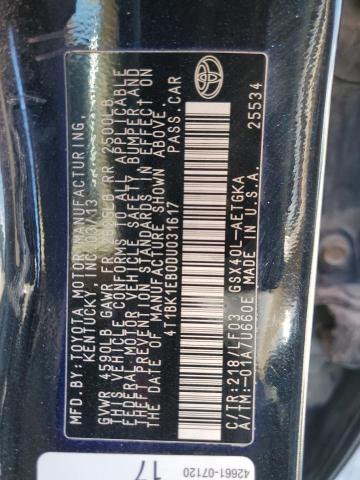 MFD.BY: TOYOTA MOTOR MANUFACTURING,
KENTUCKY, INC. 03/13
GVWR 4590LB GAWR FR 2595LB RR 2500LB
THIS VEHICLE CONFORMS TO ALL APPLICABLE
FEDERAL MOTOR VEHICLE SAFETY, BUMPER, AND
THEFT PREVENTION STANDARDS IN EFFECT ON
THE DATE OF MANUFACTURE SHOWN ABOVE.
4T1BK1EB0DU031617 PASS.CAR
C/TR:218/LF03 GSX40L-AETGKA
A/TM:-01A/U660E MADE IN U.S.A. 25534
42661-07120
17